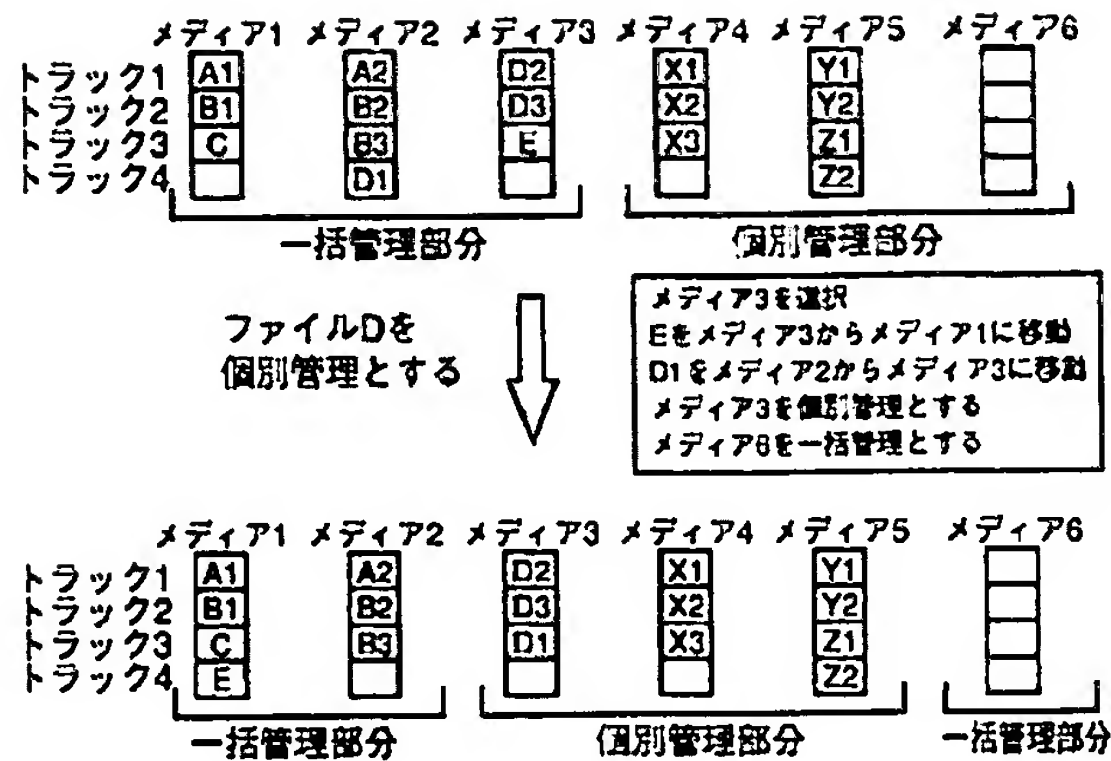 メディア1 メディア2 メディア3 メディア4 メディア5 メディア6
トラック1 A1 A2 D2 X1 Y1
トラック2 B1 B2 D3 X2 Y2
トラック3 C B3 E X3 Z1
トラック4 D1 Z2
一括管理部分 個別管理部分
ファイルDを
個別管理とする
メディア3を選択
Eをメディア3からメディア1に移動
D1をメディア2からメディア3に移動
メディア3を個別管理とする
メディア6を一括管理とする
メディア1 メディア2 メディア3 メディア4 メディア5 メディア6
トラック1 A1 A2 D2 X1 Y1
トラック2 B1 B2 D3 X2 Y2
トラック3 C B3 D1 X3 Z1
トラック4 E Z2
一括管理部分 個別管理部分 一括管理部分